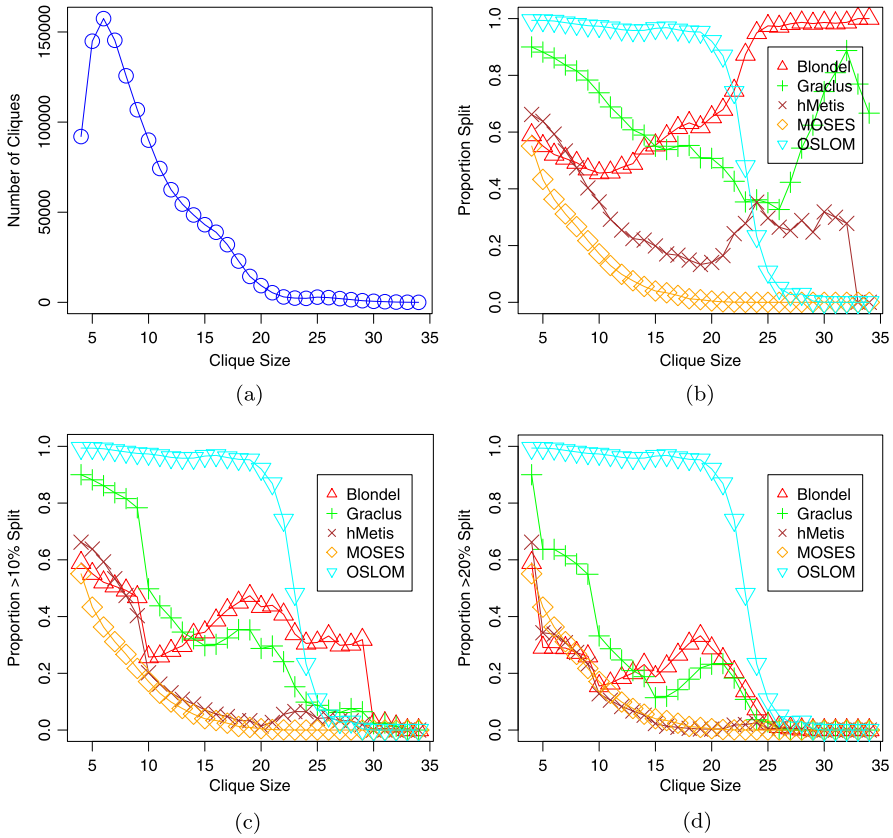 Number of Cliques
0
50000
100000
150000
5 10 15 20 25 30 35
Clique Size
(a)
Proportion Split
0.0
0.2
0.4
0.6
0.8
1.0
Blondel
Graclus
hMetis
MOSES
OSLOM
5 10 15 20 25 30 35
Clique Size
(b)
Proportion >10% Split
0.0
0.2
0.4
0.6
0.8
1.0
Blondel
Graclus
hMetis
MOSES
OSLOM
5 10 15 20 25 30 35
Clique Size
(c)
Proportion >20% Split
0.0
0.2
0.4
0.6
0.8
1.0
Blondel
Graclus
hMetis
MOSES
OSLOM
5 10 15 20 25 30 35
Clique Size
(d)